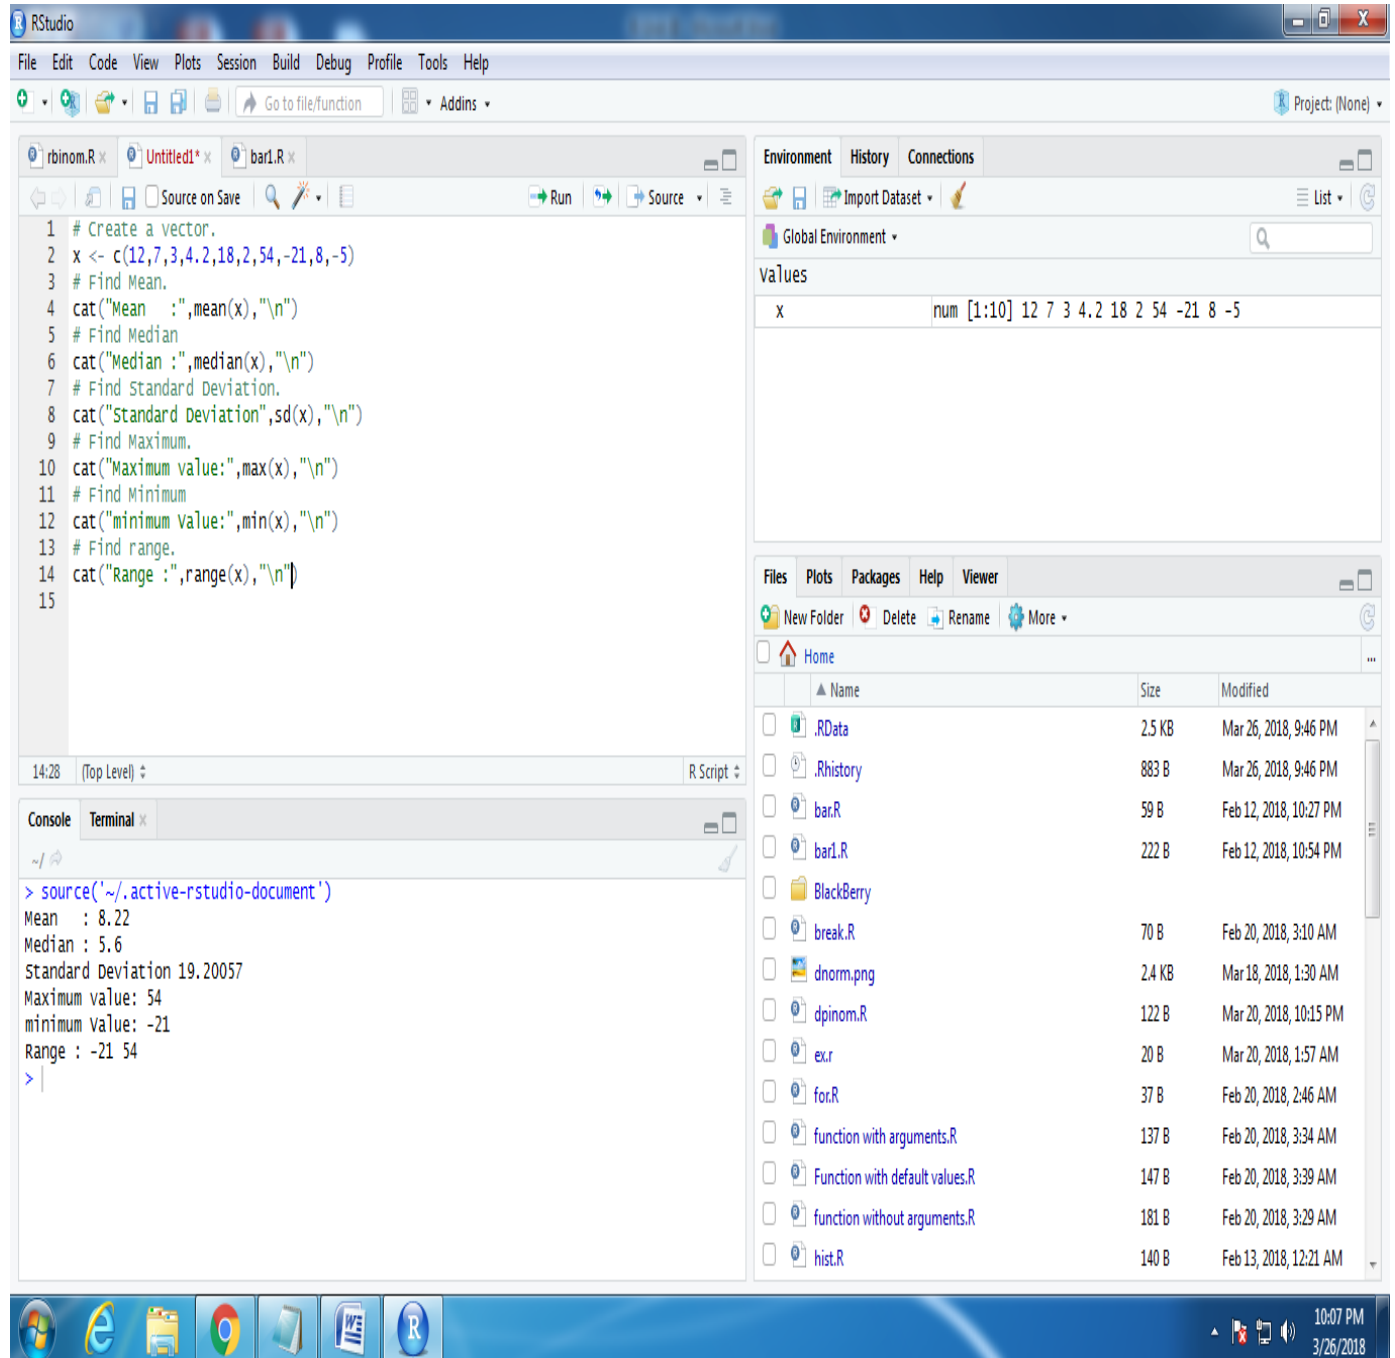 RStudio
File Edit Code View Plots Session Build Debug Profile Tools Help
Go to file/function Addins Project: (None)
rbinom.R Untitled1* bar1.R
Source on Save Run Source
1 # Create a vector.
2 x <- c(12,7,3,4.2,18,2,54,-21,8,-5)
3 # Find Mean.
4 cat("Mean   :",mean(x),"\n")
5 # Find Median
6 cat("Median :",median(x),"\n")
7 # Find Standard Deviation.
8 cat("Standard Deviation",sd(x),"\n")
9 # Find Maximum.
10 cat("Maximum value:",max(x),"\n")
11 # Find Minimum
12 cat("minimum Value:",min(x),"\n")
13 # Find range.
14 cat("Range :",range(x),"\n")
15
14:28 (Top Level) R Script
Console Terminal
~/
> source('~/.active-rstudio-document')
Mean   : 8.22
Median : 5.6
Standard Deviation 19.20057
Maximum value: 54
minimum Value: -21
Range : -21 54
>
Environment History Connections
Import Dataset List
Global Environment
Values
x num [1:10] 12 7 3 4.2 18 2 54 -21 8 -5
Files Plots Packages Help Viewer
New Folder Delete Rename More
Home ...
Name Size Modified
.RData 2.5 KB Mar 26, 2018, 9:46 PM
.Rhistory 883 B Mar 26, 2018, 9:46 PM
bar.R 59 B Feb 12, 2018, 10:27 PM
bar1.R 222 B Feb 12, 2018, 10:54 PM
BlackBerry
break.R 70 B Feb 20, 2018, 3:10 AM
dnorm.png 2.4 KB Mar 18, 2018, 1:30 AM
dpinom.R 122 B Mar 20, 2018, 10:15 PM
ex.r 20 B Mar 20, 2018, 1:57 AM
for.R 37 B Feb 20, 2018, 2:46 AM
function with arguments.R 137 B Feb 20, 2018, 3:34 AM
Function with default values.R 147 B Feb 20, 2018, 3:39 AM
function without arguments.R 181 B Feb 20, 2018, 3:29 AM
hist.R 140 B Feb 13, 2018, 12:21 AM
10:07 PM
3/26/2018